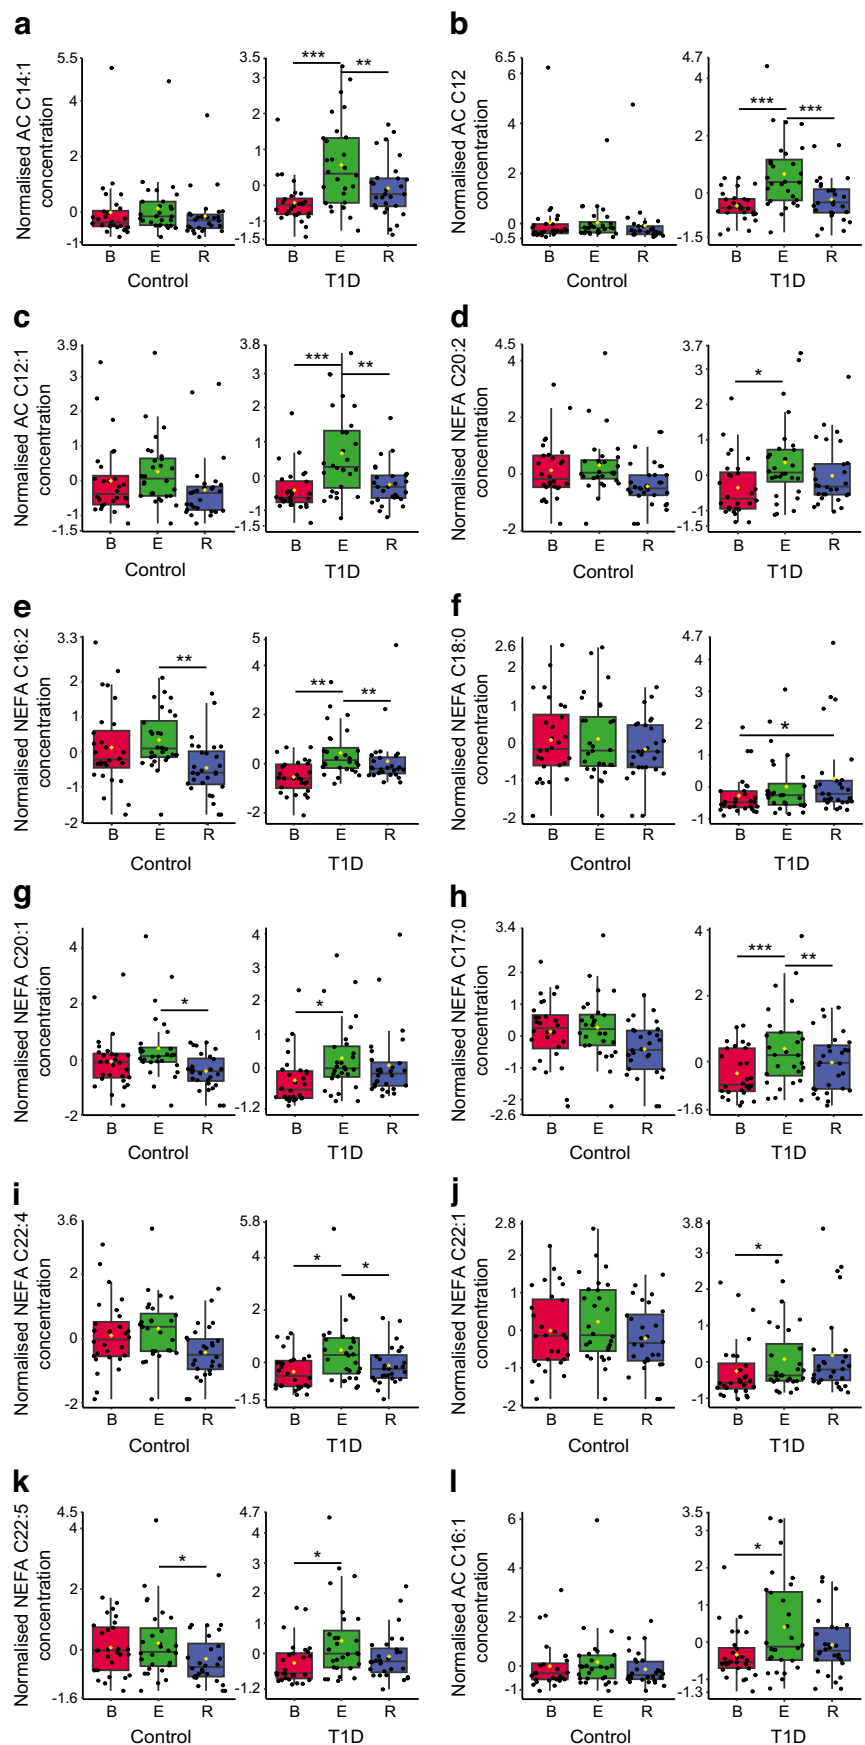 a
Normalised AC C14:1
concentration
5.5
4
2
0
-1
B E R
Control
3.5
3
2
1
0
-1
-1.5
*** **
B E R
T1D
b
Normalised AC C12
concentration
6.5
6
4
2
0
-0.5
B E R
Control
4.7
4
2
0
-1.5
*** ***
B E R
T1D
c
Normalised AC C12:1
concentration
3.9
3
2
1
0
-1
-1.5
B E R
Control
3.8
3
2
1
0
-1
-1.5
*** **
B E R
T1D
d
Normalised NEFA C20:2
concentration
4.5
4
2
0
-2
B E R
Control
3.7
3
2
1
0
-1
-1.5
*
B E R
T1D
e
Normalised NEFA C16:2
concentration
3.3
2
1
0
-1
-2
**
B E R
Control
5
4
2
0
-2
** **
B E R
T1D
f
Normalised NEFA C18:0
concentration
2.6
2
1
0
-1
-2
B E R
Control
4.7
4
3
2
1
0
-1
*
B E R
T1D
g
Normalised NEFA C20:1
concentration
4
2
0
-2
*
B E R
Control
4
2
0
-1.2
*
B E R
T1D
h
Normalised NEFA C17:0
concentration
3.4
2
1
0
-1
-2
-2.6
B E R
Control
4
2
0
-1.6
*** **
B E R
T1D
i
Normalised NEFA C22:4
concentration
3.6
2
0
-2
B E R
Control
5.8
4
2
0
-1.5
* *
B E R
T1D
j
Normalised NEFA C22:1
concentration
2.8
2
1
0
-1
-2
B E R
Control
3.8
3
2
1
0
-1
*
B E R
T1D
k
Normalised NEFA C22:5
concentration
4.5
4
2
0
-1.6
*
B E R
Control
4.7
4
3
2
1
0
-1.2
*
B E R
T1D
l
Normalised AC C16:1
concentration
6
4
2
0
-1
B E R
Control
3.5
3
2
1
0
-1
-1.3
*
B E R
T1D